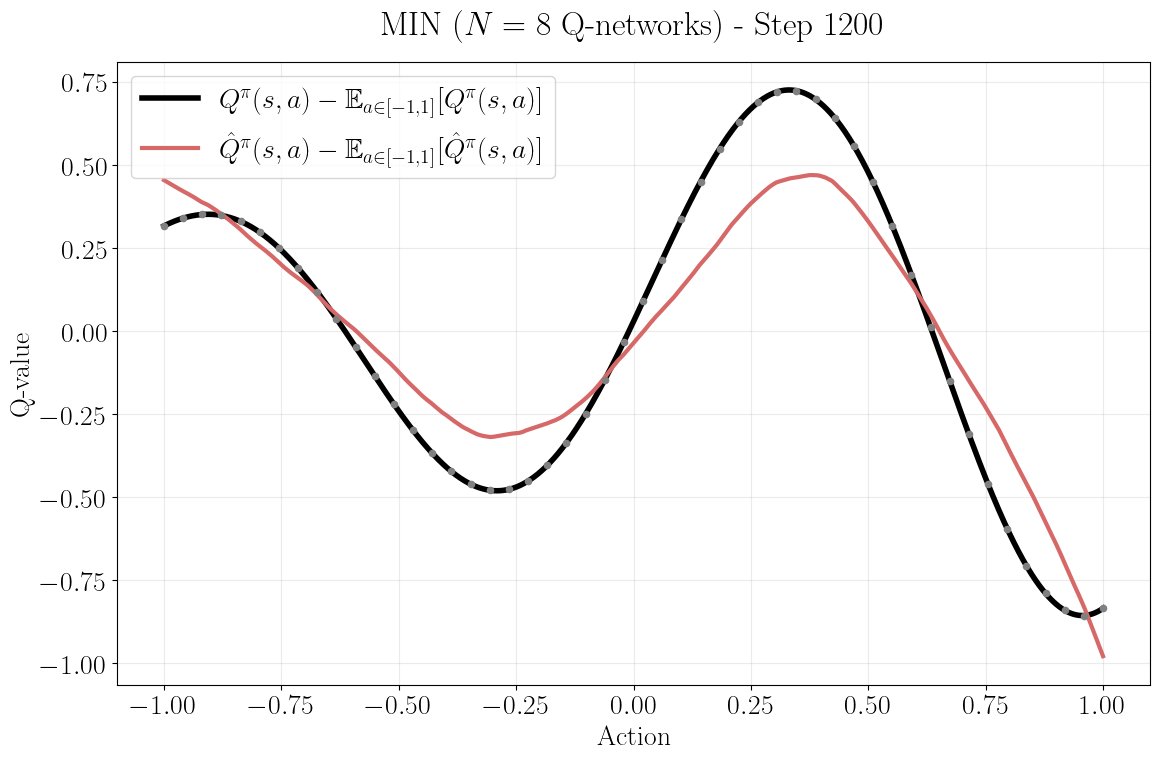 MIN (N = 8 Q-networks) - Step 1200
Q^π(s, a) − 𝔼_{a∈[−1,1]}[Q^π(s, a)]
Q̂^π(s, a) − 𝔼_{a∈[−1,1]}[Q̂^π(s, a)]
Q-value
0.75
0.50
0.25
0.00
−0.25
−0.50
−0.75
−1.00
−1.00 −0.75 −0.50 −0.25 0.00 0.25 0.50 0.75 1.00
Action